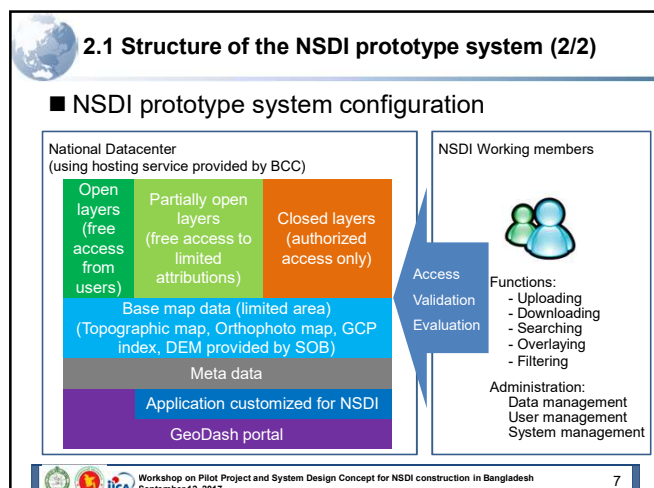 2.1 Structure of the NSDI prototype system (2/2)
■ NSDI prototype system configuration
National Datacenter
(using hosting service provided by BCC)
Open
layers
(free
access
from
users)
Partially open
layers
(free access to
limited
attributions)
Closed layers
(authorized
access only)
Base map data (limited area)
(Topographic map, Orthophoto map, GCP
index, DEM provided by SOB)
Meta data
Application customized for NSDI
GeoDash portal
Access
Validation
Evaluation
NSDI Working members
Functions:
- Uploading
- Downloading
- Searching
- Overlaying
- Filtering
Administration:
Data management
User management
System management
jica
Workshop on Pilot Project and System Design Concept for NSDI construction in Bangladesh
September 13, 2017
7